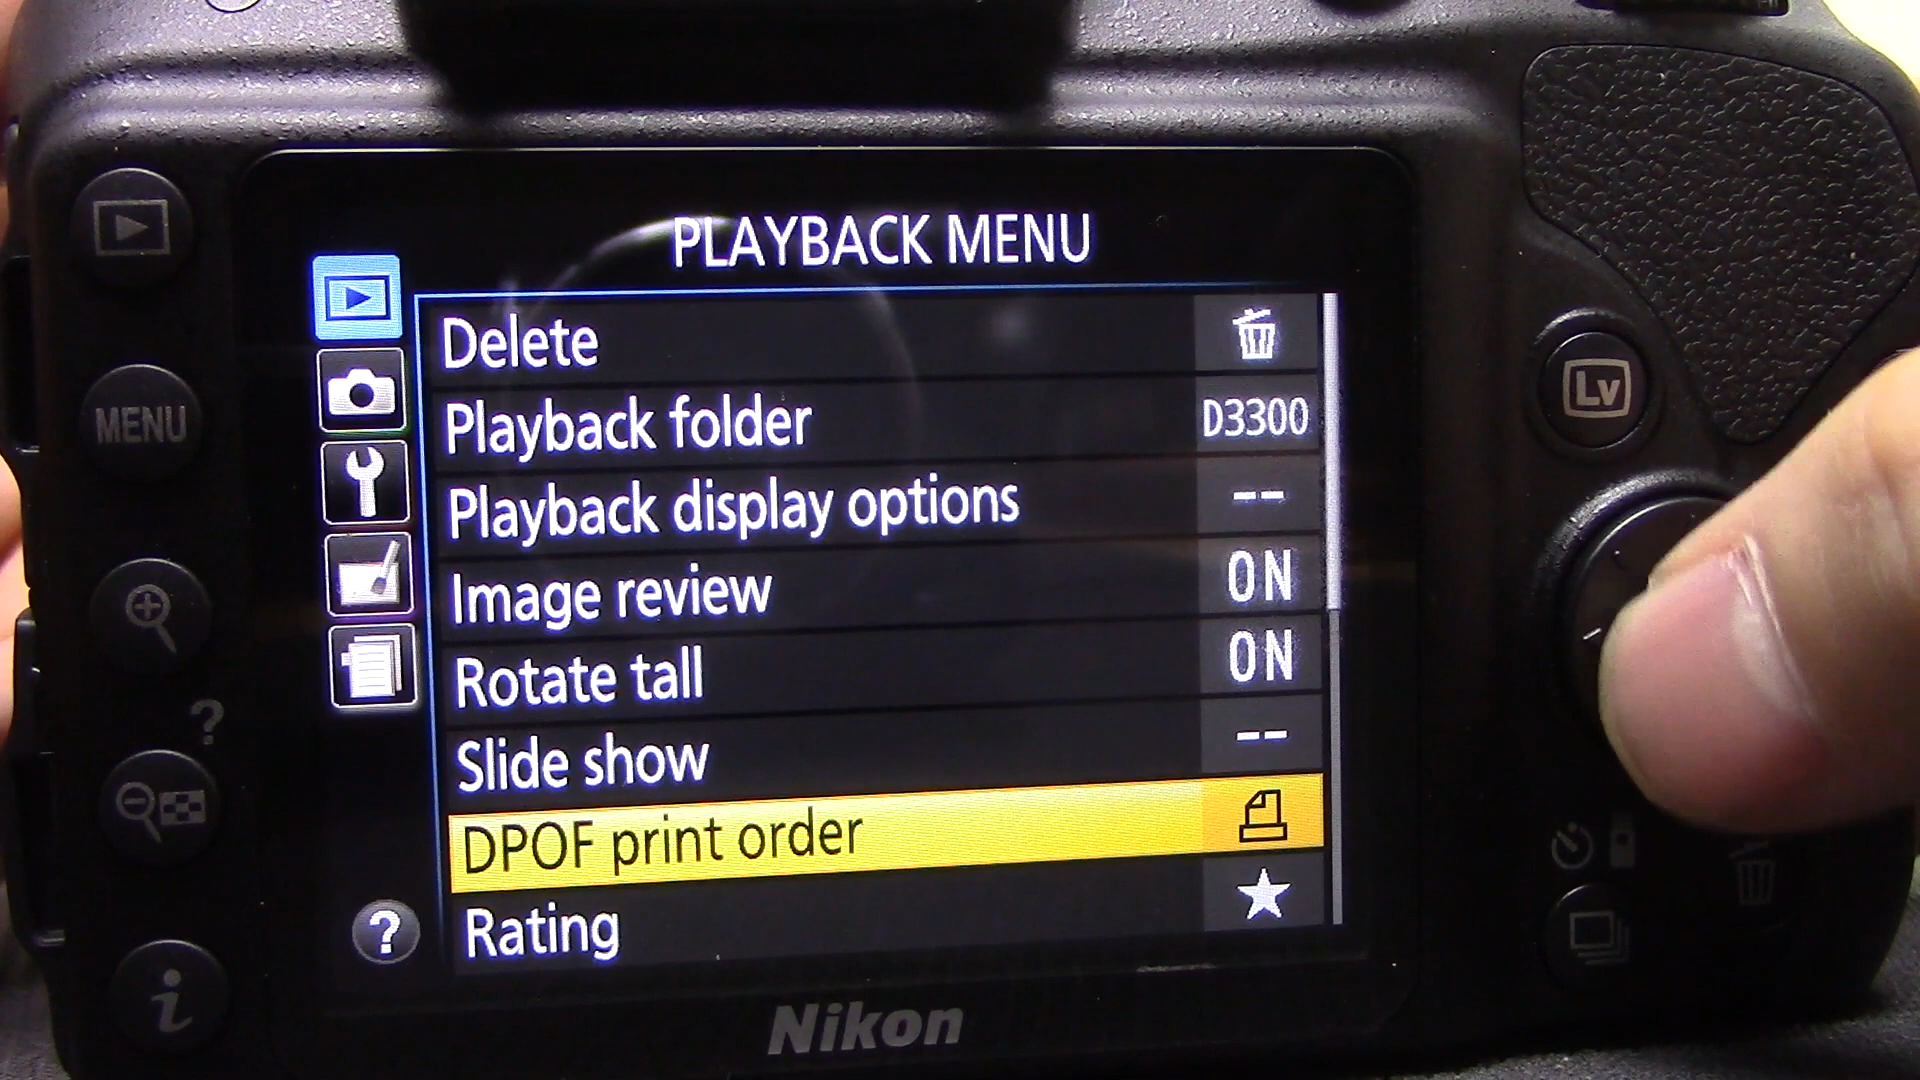 PLAYBACK MENU
Delete
Playback folder D3300
Playback display options --
Image review ON
Rotate tall ON
Slide show --
DPOF print order
Rating
MENU
?
?
i
Lv
Nikon